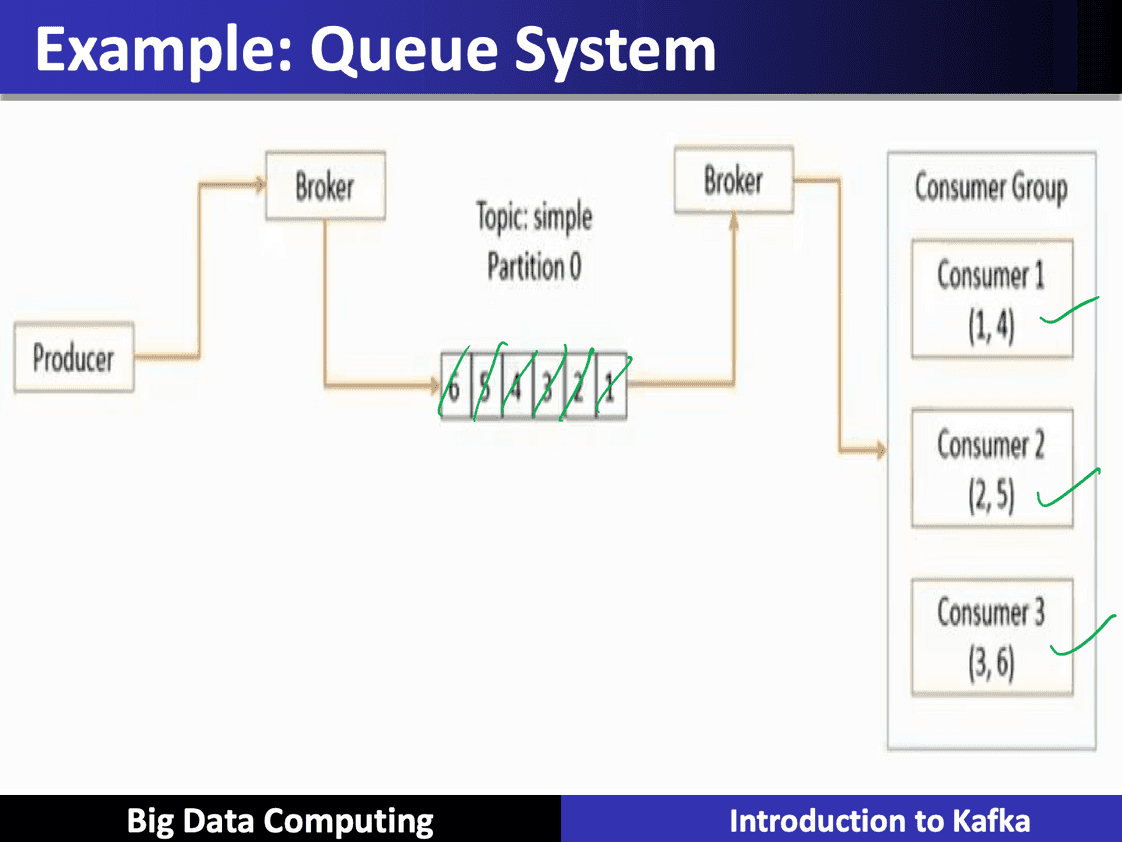 Example: Queue System
Producer
Broker
Topic: simple
Partition 0
6 5 4 3 2 1
Broker
Consumer Group
Consumer 1
(1, 4)
Consumer 2
(2, 5)
Consumer 3
(3, 6)
Big Data Computing
Introduction to Kafka